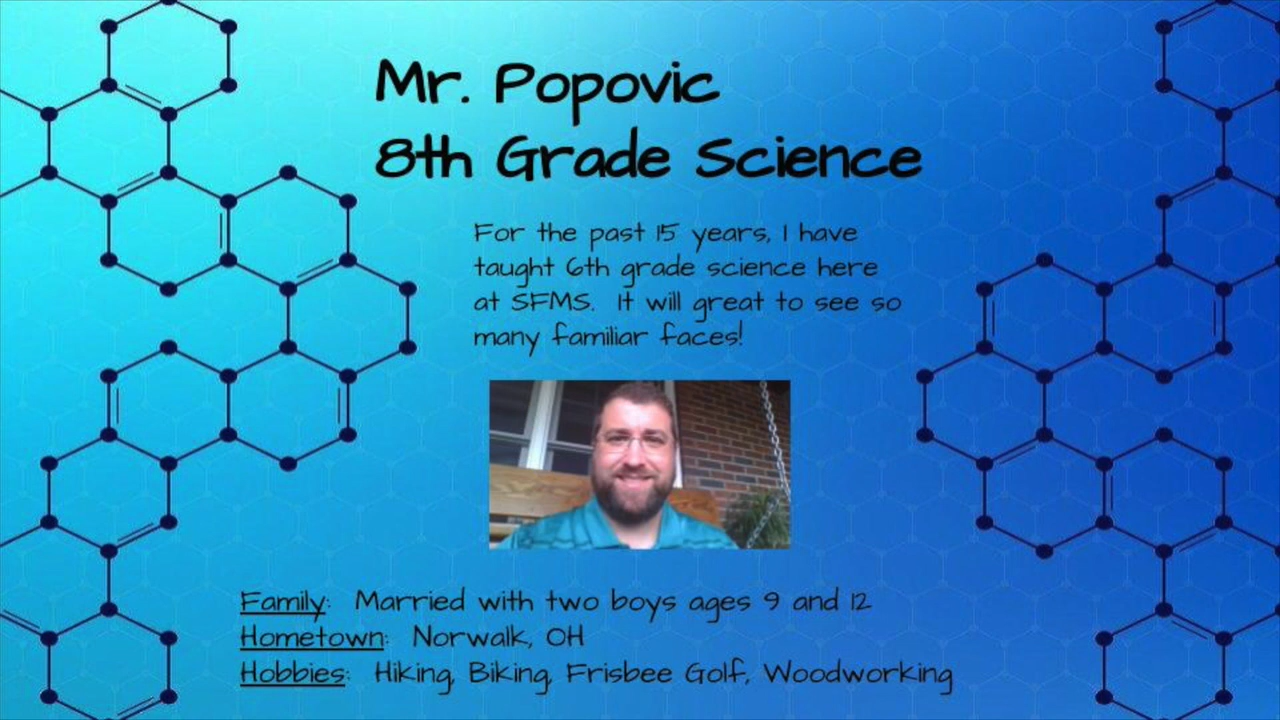 Mr. Popovic
8th Grade Science
For the past 15 years, I have
taught 6th grade science here
at SFMS. It will great to see so
many familiar faces!
Family: Married with two boys ages 9 and 12
Hometown: Norwalk, OH
Hobbies: Hiking, Biking, Frisbee Golf, Woodworking